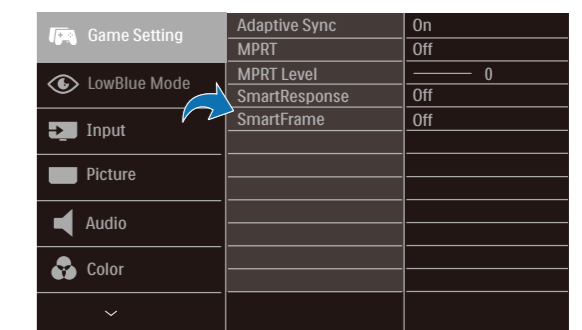 Game Setting
Adaptive Sync On
MPRT Off
LowBlue Mode
MPRT Level 0
SmartResponse Off
SmartFrame Off
Input
Picture
Audio
Color